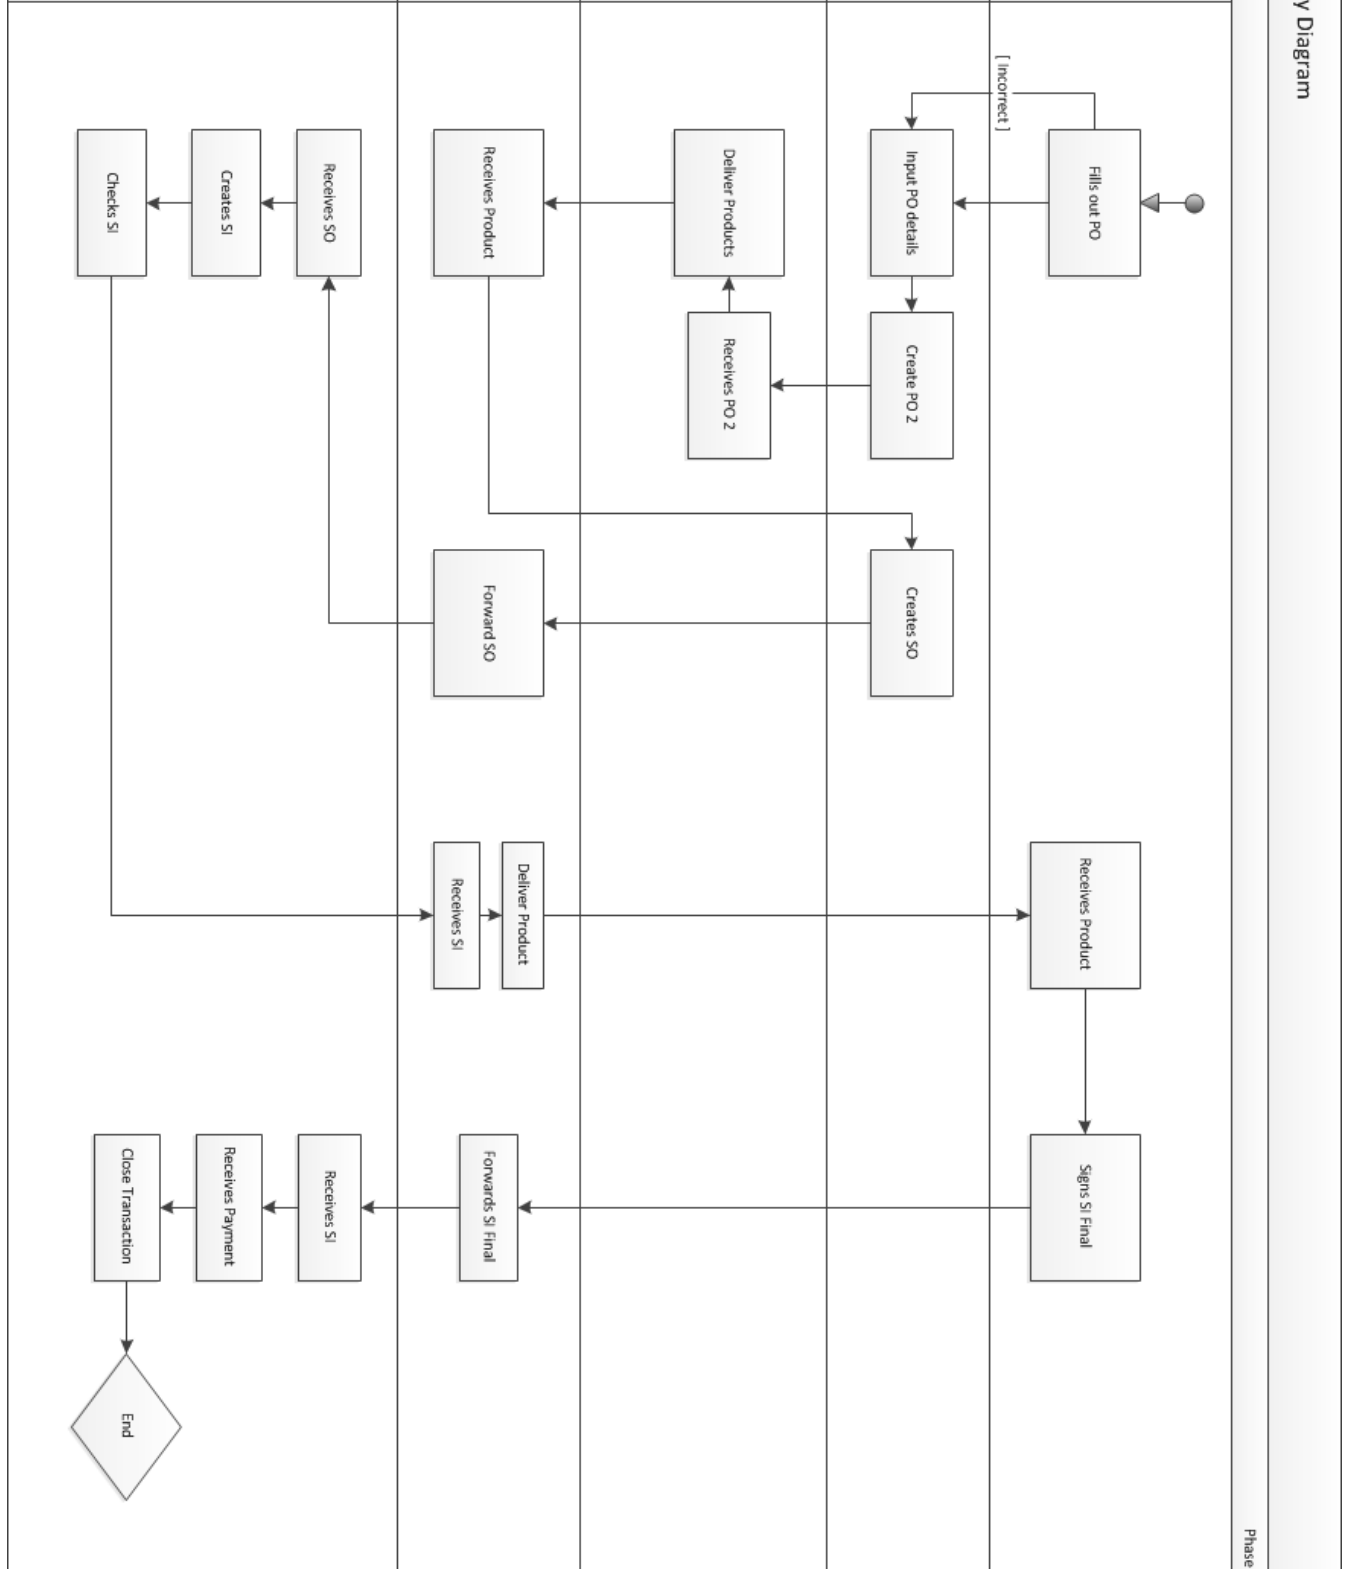 y Diagram
Phase
Fills out PO
[ Incorrect ]
Input PO details
Create PO 2
Receives PO 2
Deliver Products
Receives Product
Creates SO
Forward SO
Receives SO
Creates SI
Checks SI
Receives SI
Deliver Product
Receives Product
Signs SI Final
Forwards SI Final
Receives SI
Receives Payment
Close Transaction
End